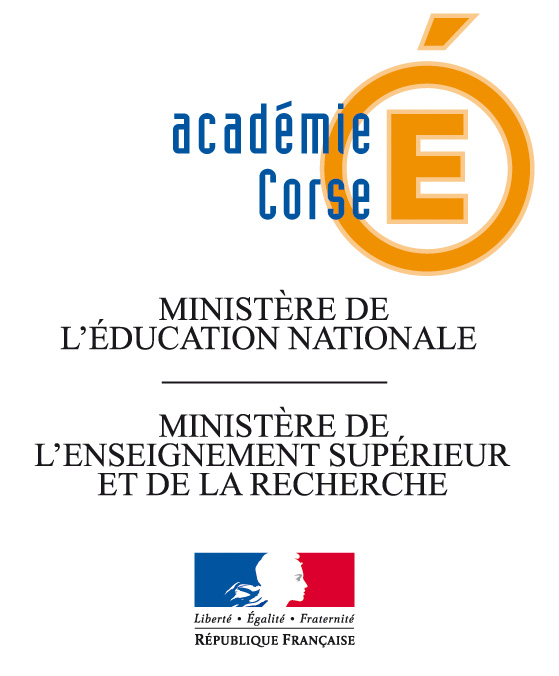 académie
Corse
É
MINISTÈRE DE
L’ÉDUCATION NATIONALE
MINISTÈRE DE
L’ENSEIGNEMENT SUPÉRIEUR
ET DE LA RECHERCHE
Liberté • Égalité • Fraternité
RÉPUBLIQUE FRANÇAISE